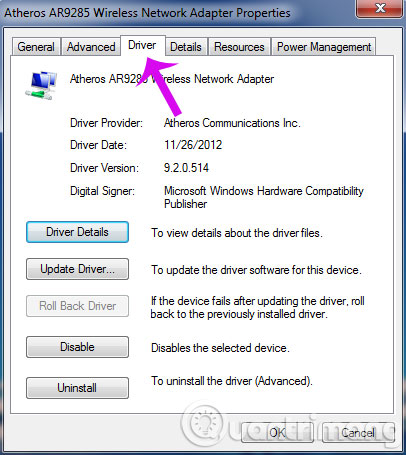 Atheros AR9285 Wireless Network Adapter Properties
General Advanced Driver Details Resources Power Management
Atheros AR9285 Wireless Network Adapter
Driver Provider: Atheros Communications Inc.
Driver Date: 11/26/2012
Driver Version: 9.2.0.514
Digital Signer: Microsoft Windows Hardware Compatibility
Publisher
Driver Details To view details about the driver files.
Update Driver... To update the driver software for this device.
Roll Back Driver If the device fails after updating the driver, roll
back to the previously installed driver.
Disable Disables the selected device.
Uninstall To uninstall the driver (Advanced).
Quantrimang
OK Cancel